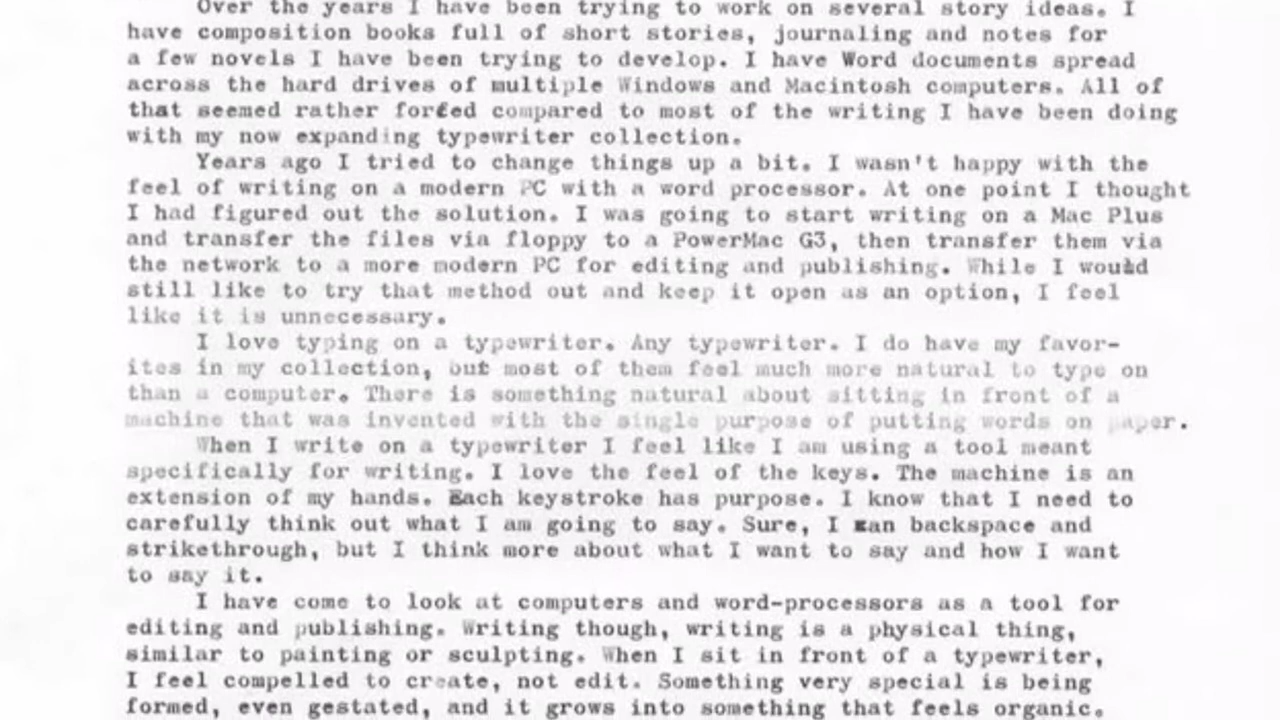 Over the years I have been trying to work on several story ideas. I
have composition books full of short stories, journaling and notes for
a few novels I have been trying to develop. I have Word documents spread
across the hard drives of multiple Windows and Macintosh computers. All of
that seemed rather forced compared to most of the writing I have been doing
with my now expanding typewriter collection.
Years ago I tried to change things up a bit. I wasn't happy with the
feel of writing on a modern PC with a word processor. At one point I thought
I had figured out the solution. I was going to start writing on a Mac Plus
and transfer the files via floppy to a PowerMac G3, then transfer them via
the network to a more modern PC for editing and publishing. While I would
still like to try that method out and keep it open as an option, I feel
like it is unnecessary.
I love typing on a typewriter. Any typewriter. I do have my favor-
ites in my collection, but most of them feel much more natural to type on
than a computer. There is something natural about sitting in front of a
machine that was invented with the single purpose of putting words on paper.
When I write on a typewriter I feel like I am using a tool meant
specifically for writing. I love the feel of the keys. The machine is an
extension of my hands. Each keystroke has purpose. I know that I need to
carefully think out what I am going to say. Sure, I can backspace and
strikethrough, but I think more about what I want to say and how I want
to say it.
I have come to look at computers and word-processors as a tool for
editing and publishing. Writing though, writing is a physical thing,
similar to painting or sculpting. When I sit in front of a typewriter,
I feel compelled to create, not edit. Something very special is being
formed, even gestated, and it grows into something that feels organic.